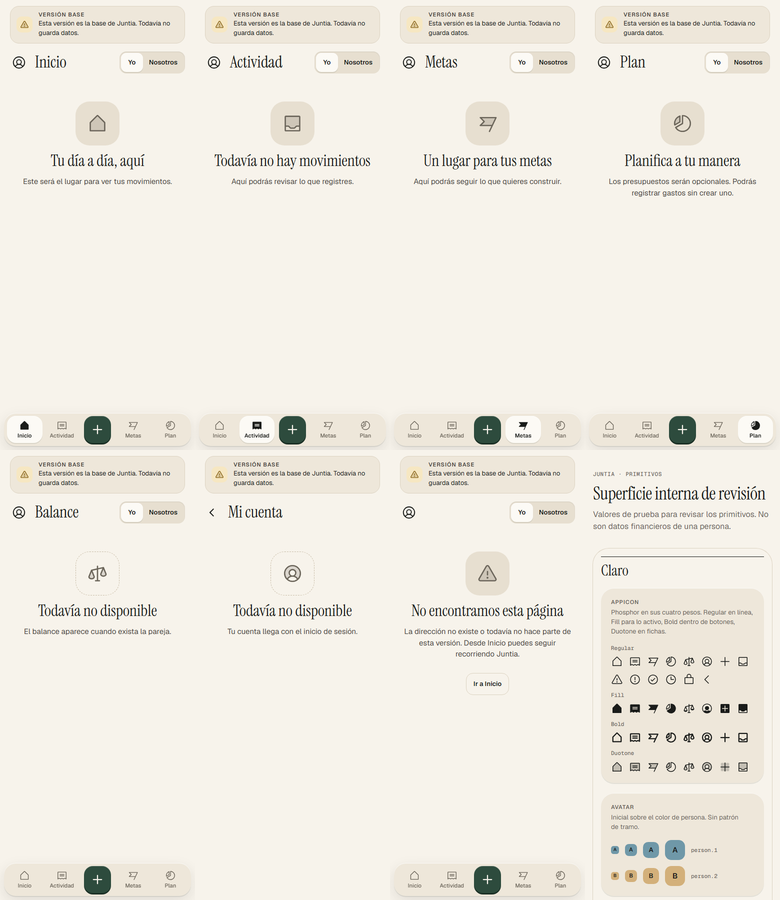 VERSIÓN BASE
Esta versión es la base de Juntia. Todavía no
guarda datos.
Inicio
Yo
Nosotros
Tu día a día, aquí
Este será el lugar para ver tus movimientos.
Inicio
Actividad
Metas
Plan
VERSIÓN BASE
Esta versión es la base de Juntia. Todavía no
guarda datos.
Actividad
Yo
Nosotros
Todavía no hay movimientos
Aquí podrás revisar lo que registres.
Inicio
Actividad
Metas
Plan
VERSIÓN BASE
Esta versión es la base de Juntia. Todavía no
guarda datos.
Metas
Yo
Nosotros
Un lugar para tus metas
Aquí podrás seguir lo que quieres construir.
Inicio
Actividad
Metas
Plan
VERSIÓN BASE
Esta versión es la base de Juntia. Todavía no
guarda datos.
Plan
Yo
Nosotros
Planifica a tu manera
Los presupuestos serán opcionales. Podrás
registrar gastos sin crear uno.
Inicio
Actividad
Metas
Plan
VERSIÓN BASE
Esta versión es la base de Juntia. Todavía no
guarda datos.
Balance
Yo
Nosotros
Todavía no disponible
El balance aparece cuando exista la pareja.
Inicio
Actividad
Metas
Plan
VERSIÓN BASE
Esta versión es la base de Juntia. Todavía no
guarda datos.
Mi cuenta
Todavía no disponible
Tu cuenta llega con el inicio de sesión.
VERSIÓN BASE
Esta versión es la base de Juntia. Todavía no
guarda datos.
Yo
Nosotros
No encontramos esta página
La dirección no existe o todavía no hace parte de
esta versión. Desde Inicio puedes seguir
recorriendo Juntia.
Ir a Inicio
Inicio
Actividad
Metas
Plan
JUNTIA · PRIMITIVOS
Superficie interna de revisión
Valores de prueba para revisar los primitivos. No
son datos financieros de una persona.
Claro
APPICON
Phosphor en sus cuatro pesos. Regular en línea,
Fill para lo activo, Bold dentro de botones,
Duotone en fichas.
Regular
Fill
Bold
Duotone
AVATAR
Inicial sobre el color de persona. Sin patrón
de tramo.
A A A A person.1
B B B B person.2